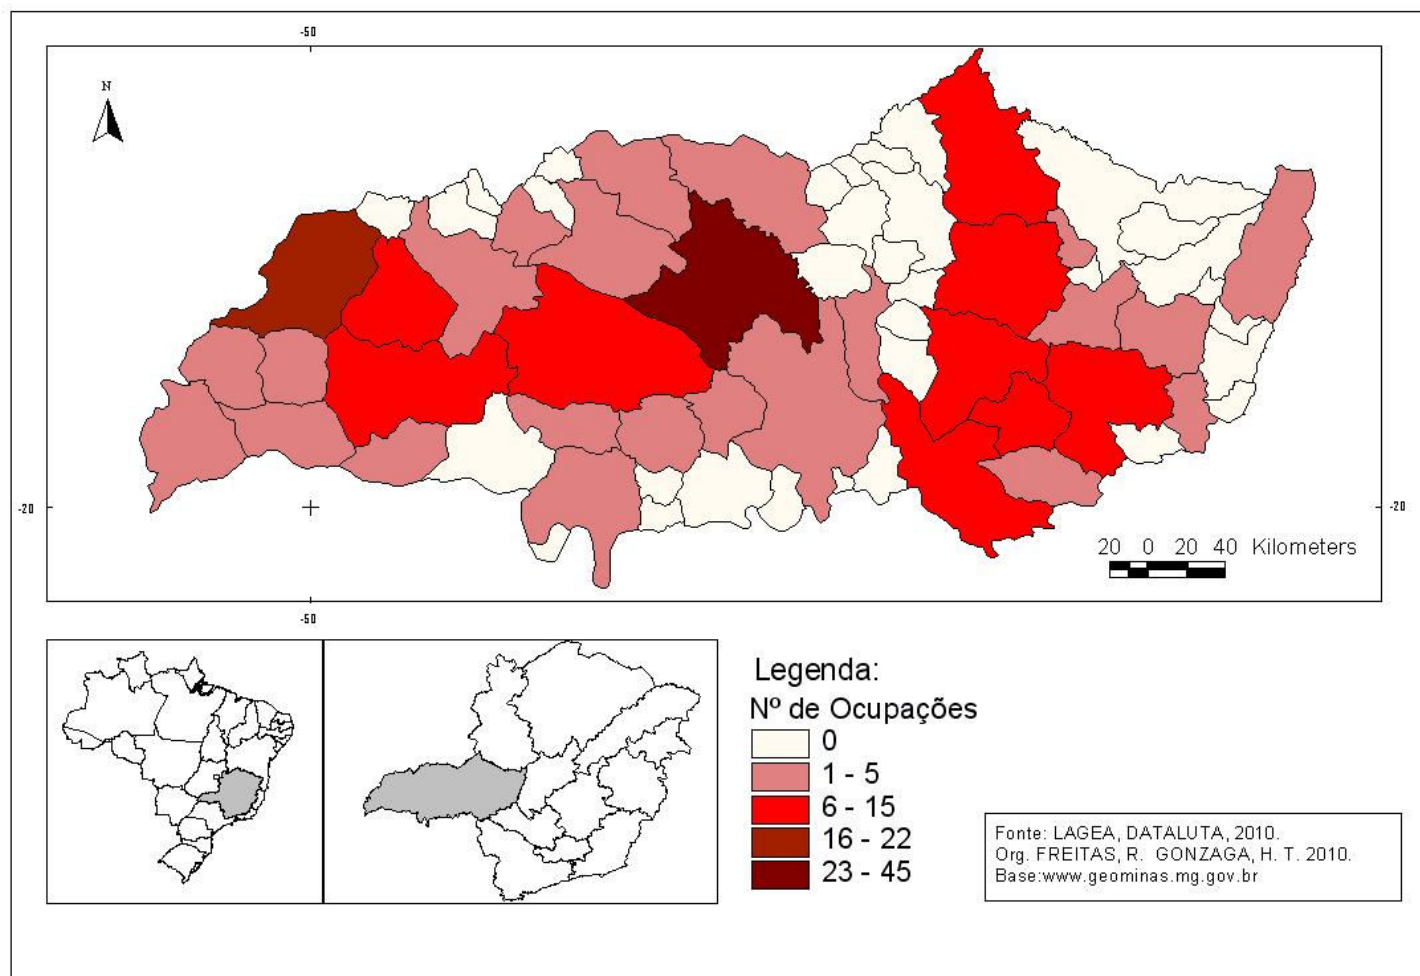 -50
N
-20
-20
20 0 20 40 Kilometers
-50
Legenda:
Nº de Ocupações
0
1 - 5
6 - 15
16 - 22
23 - 45
Fonte: LAGEA, DATALUTA, 2010.
Org. FREITAS, R. GONZAGA, H. T. 2010.
Base:www.geominas.mg.gov.br